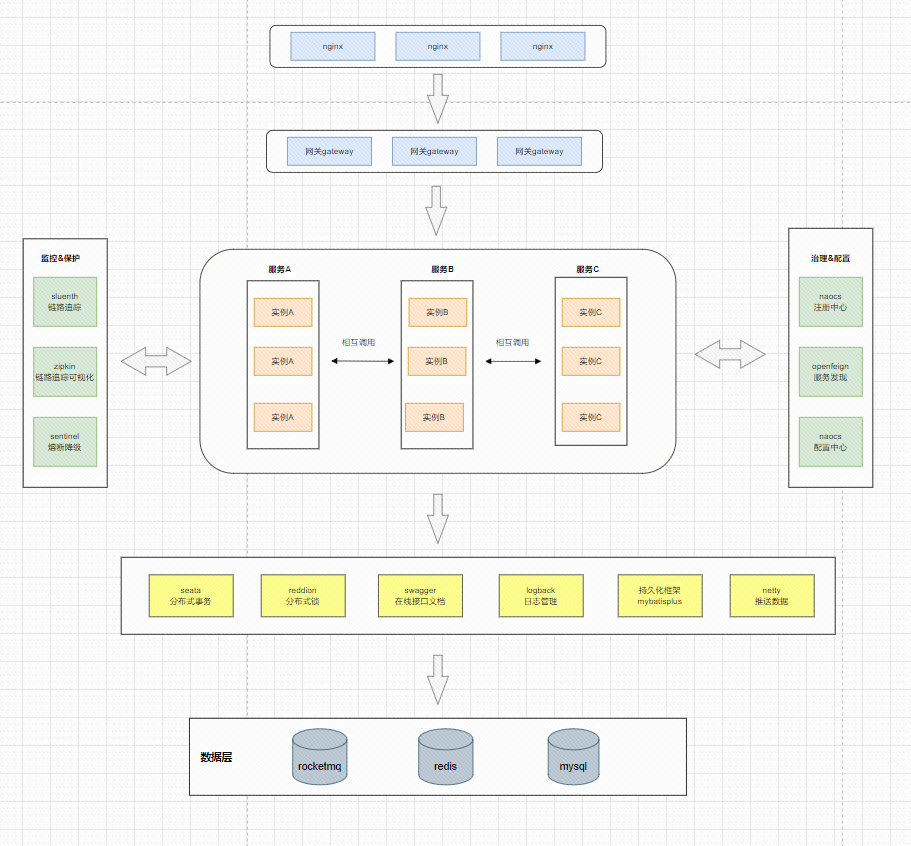 nginx
nginx
nginx
网关gateway
网关gateway
网关gateway
监控&保护
sluenth
链路追踪
zipkin
链路追踪可视化
sentinel
熔断降级
服务A
实例A
实例A
实例A
相互调用
服务B
实例B
实例B
实例B
相互调用
服务C
实例C
实例C
实例C
治理&配置
naocs
注册中心
openfeign
服务发现
naocs
配置中心
seata
分布式事务
reddion
分布式锁
swagger
在线接口文档
logback
日志管理
持久化框架
mybatisplus
netty
推送数据
数据层
rocketmq
redis
mysql